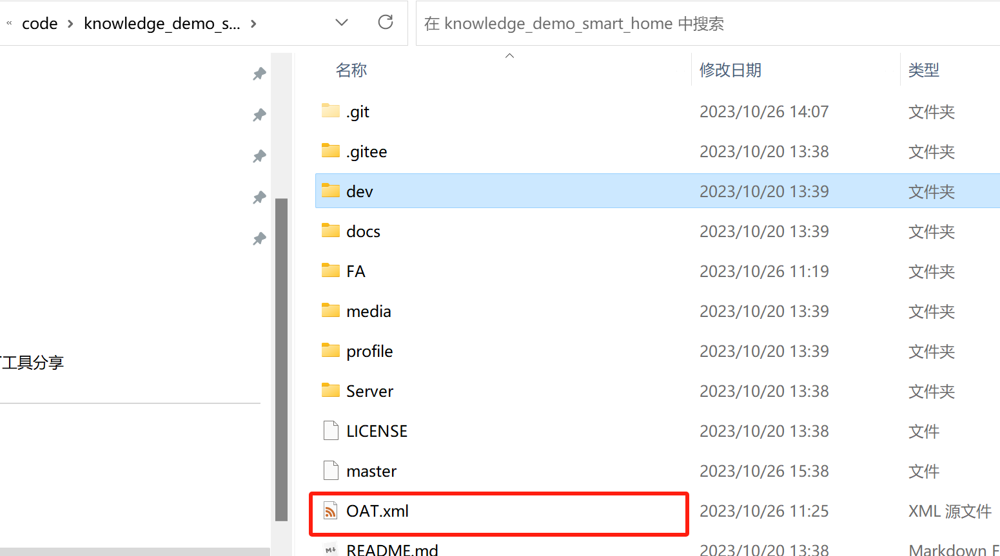 « code > knowledge_demo_s... >
在 knowledge_demo_smart_home 中搜索
名称 修改日期 类型
.git 2023/10/26 14:07 文件夹
.gitee 2023/10/20 13:38 文件夹
dev 2023/10/20 13:39 文件夹
docs 2023/10/20 13:39 文件夹
FA 2023/10/26 11:19 文件夹
media 2023/10/20 13:39 文件夹
profile 2023/10/20 13:39 文件夹
工具分享
Server 2023/10/20 13:38 文件夹
LICENSE 2023/10/20 13:38 文件
master 2023/10/26 15:38 文件
OAT.xml 2023/10/26 11:25 XML 源文件
README.md 2023/10/20 13:38 Markdown F